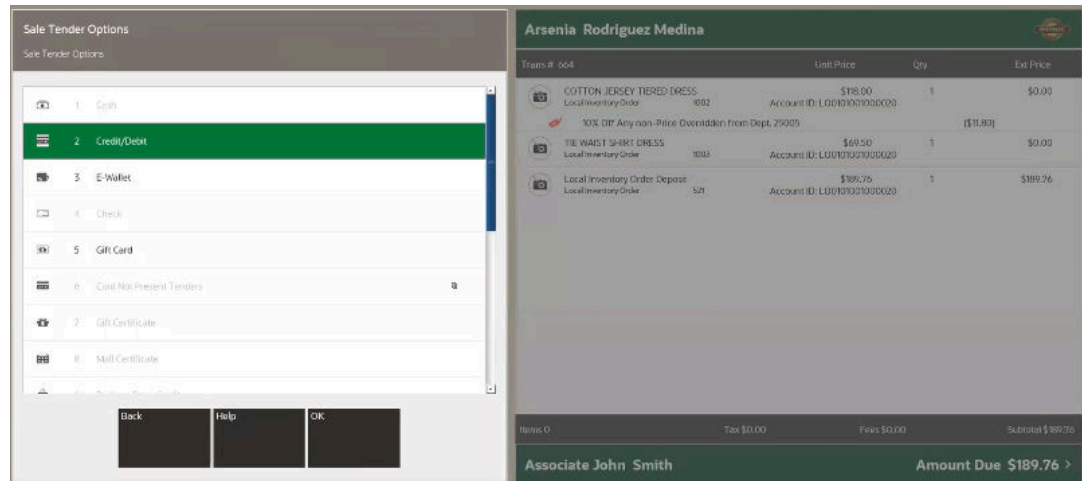 Sale Tender Options
Sale Tender Options
1 Cash
2 Credit/Debit
3 E-Wallet
4 Check
5 Gift Card
6 Card Not Present Tenders
7 Gift Certificate
8 Mall Certificate
Back Help OK
Arsenia Rodriguez Medina
Trans # 664 Unit Price Qty Ext Price
COTTON JERSEY TIERED DRESS $118.00 1 $0.00
Local Inventory Order 1002 Account ID: LO0101001000020
10% Off Any non-Price Overridden from Dept. 25005 ($11.80)
TIE WAIST SHIRT DRESS $69.50 1 $0.00
Local Inventory Order 1003 Account ID: LO0101001000020
Local Inventory Order Deposit $189.76 1 $189.76
Local Inventory Order 521 Account ID: LO0101001000020
Items 0 Tax $0.00 Fees $0.00 Subtotal $189.76
Associate John Smith Amount Due $189.76 >